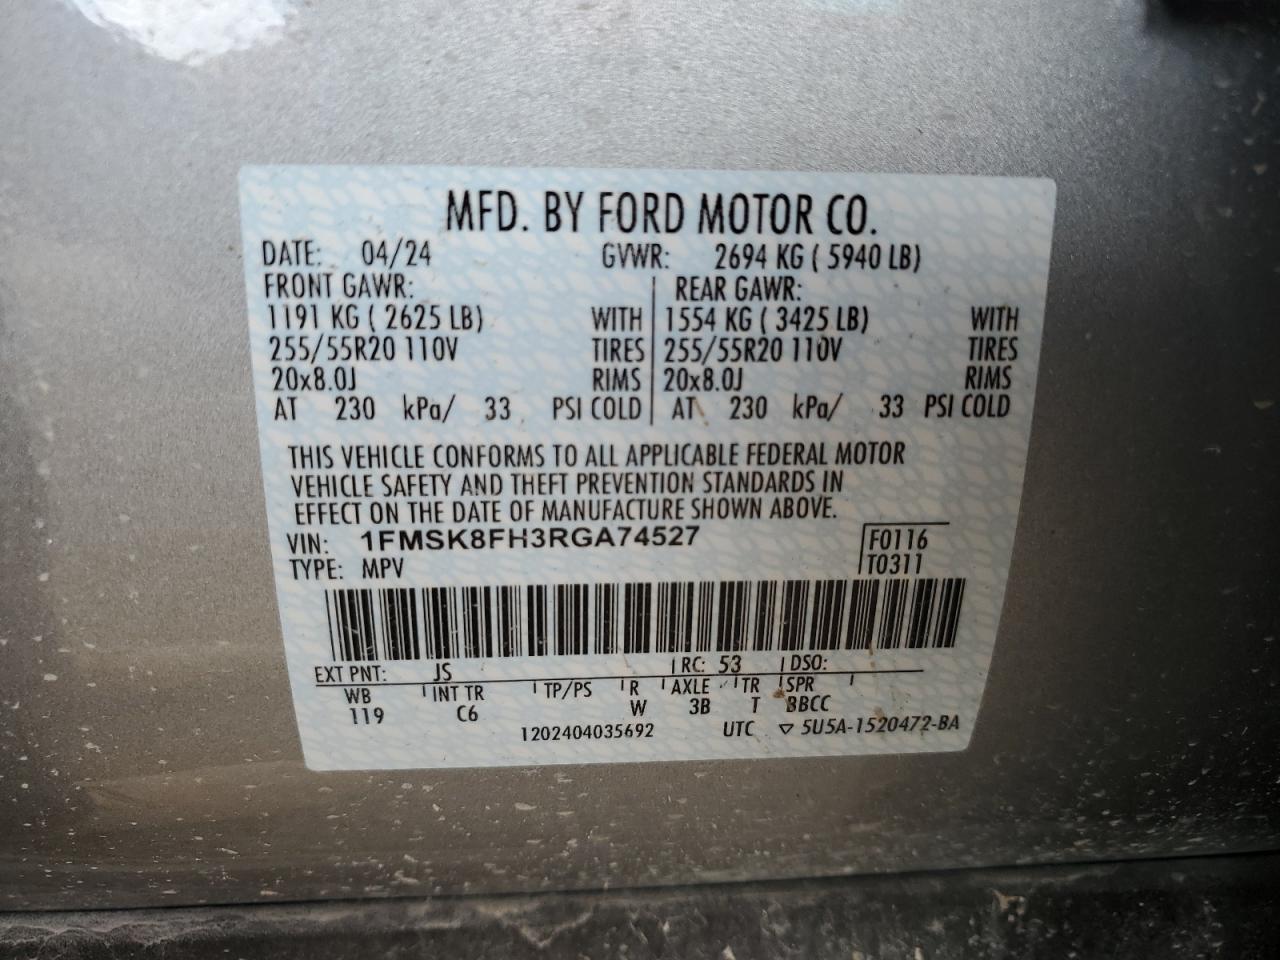 MFD. BY FORD MOTOR CO.
DATE: 04/24 GVWR: 2694 KG ( 5940 LB)
FRONT GAWR: REAR GAWR:
1191 KG ( 2625 LB) WITH 1554 KG ( 3425 LB) WITH
255/55R20 110V TIRES 255/55R20 110V TIRES
20x8.0J RIMS 20x8.0J RIMS
AT 230 kPa/ 33 PSI COLD AT 230 kPa/ 33 PSI COLD
THIS VEHICLE CONFORMS TO ALL APPLICABLE FEDERAL MOTOR
VEHICLE SAFETY AND THEFT PREVENTION STANDARDS IN
EFFECT ON THE DATE OF MANUFACTURE SHOWN ABOVE.
VIN: 1FMSK8FH3RGA74527 F0116
TYPE: MPV T0311
EXT PNT: JS RC: 53 DSO:
WB INT TR TP/PS R AXLE TR SPR
119 C6 W 3B T BBCC
1202404035692 UTC ▽ 5U5A-1520472-BA